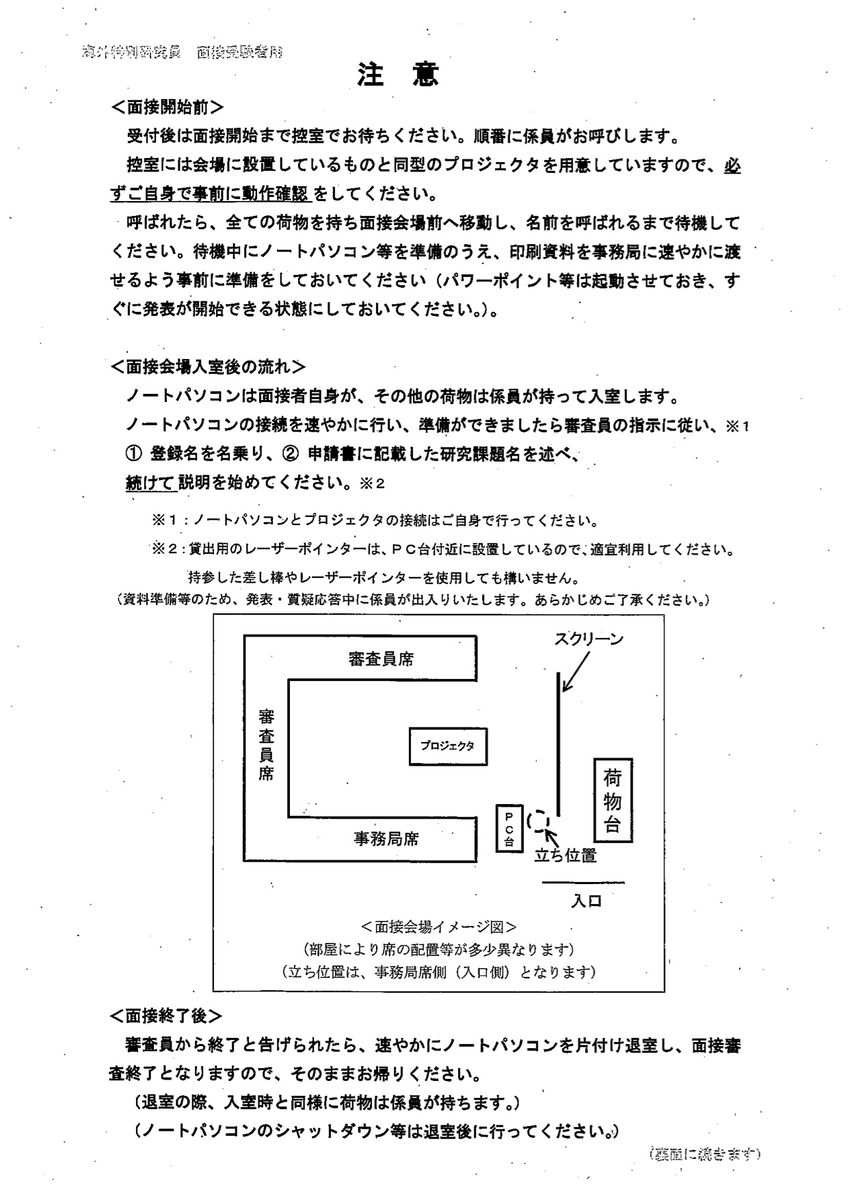 海外特別研究員　面接受験者用
注　意
＜面接開始前＞
受付後は面接開始まで控室でお待ちください。順番に係員がお呼びします。
控室には会場に設置しているものと同型のプロジェクタを用意していますので、必
ずご自身で事前に動作確認をしてください。
呼ばれたら、全ての荷物を持ち面接会場前へ移動し、名前を呼ばれるまで待機して
ください。待機中にノートパソコン等を準備のうえ、印刷資料を事務局に速やかに渡
せるよう事前に準備をしておいてください（パワーポイント等は起動させておき、す
ぐに発表が開始できる状態にしておいてください。）。
＜面接会場入室後の流れ＞
ノートパソコンは面接者自身が、その他の荷物は係員が持って入室します。
ノートパソコンの接続を速やかに行い、準備ができましたら審査員の指示に従い、※１
① 登録名を名乗り、② 申請書に記載した研究課題名を述べ、
続けて説明を始めてください。※２
※１：ノートパソコンとプロジェクタの接続はご自身で行ってください。
※２：貸出用のレーザーポインターは、ＰＣ台付近に設置しているので、適宜利用してください。
持参した差し棒やレーザーポインターを使用しても構いません。
（資料準備等のため、発表・質疑応答中に係員が出入りいたします。あらかじめご了承ください。）
スクリーン
審査員席
審査員席
プロジェクタ
荷物台
ＰＣ台
事務局席
立ち位置
入口
＜面接会場イメージ図＞
（部屋により席の配置等が多少異なります）
（立ち位置は、事務局席側（入口側）となります）
＜面接終了後＞
審査員から終了と告げられたら、速やかにノートパソコンを片付け退室し、面接審
査終了となりますので、そのままお帰りください。
（退室の際、入室時と同様に荷物は係員が持ちます。）
（ノートパソコンのシャットダウン等は退室後に行ってください。）
（裏面に続きます）